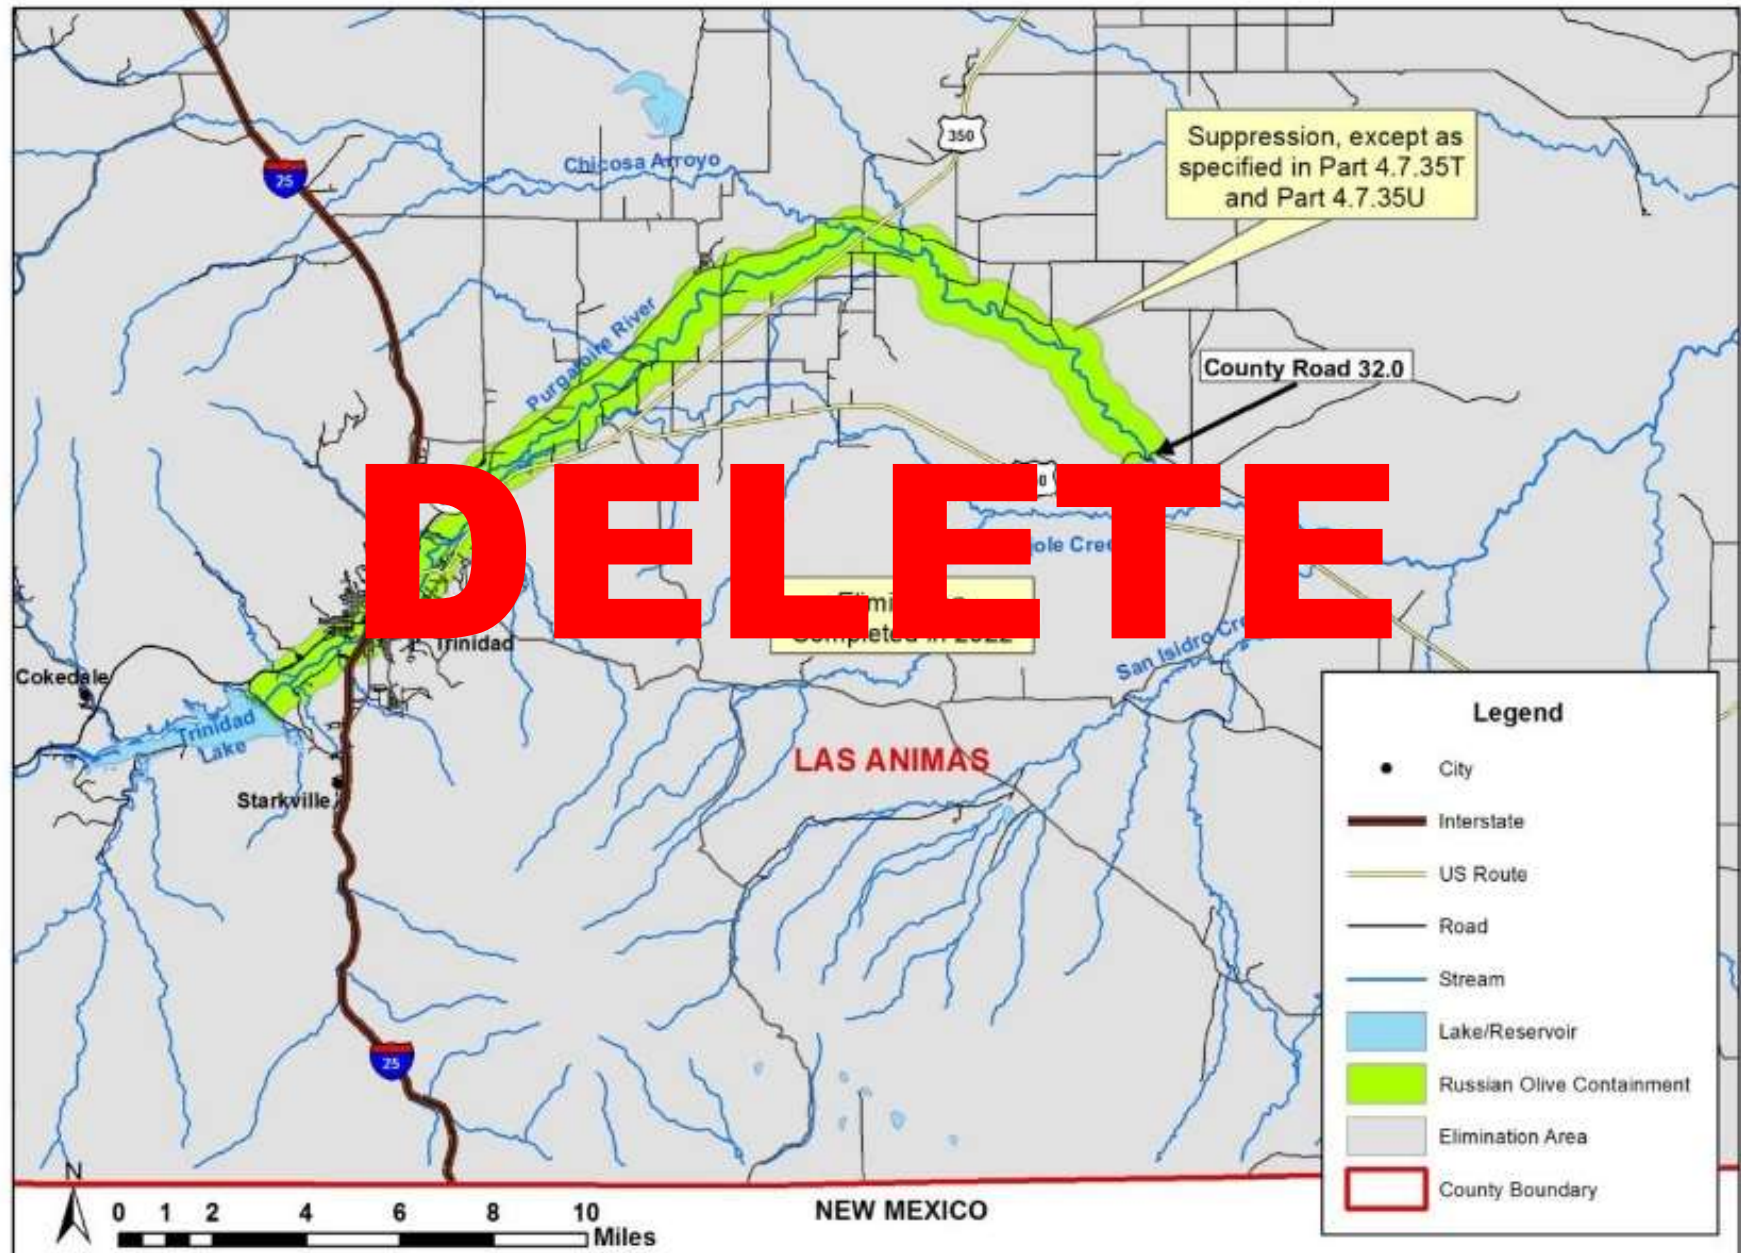 350
Suppression, except as
specified in Part 4.7.35T
and Part 4.7.35U
Chicosa Arroyo
25
Purgatoire River
County Road 32.0
DELETE
Completed in 2022
Trinidad
San Isidro
Cokedale
Trinidad
Lake
LAS ANIMAS
Starkville
25
Legend
City
Interstate
US Route
Road
Stream
Lake/Reservoir
Russian Olive Containment
Elimination Area
County Boundary
N
0 1 2 4 6 8 10
Miles
NEW MEXICO